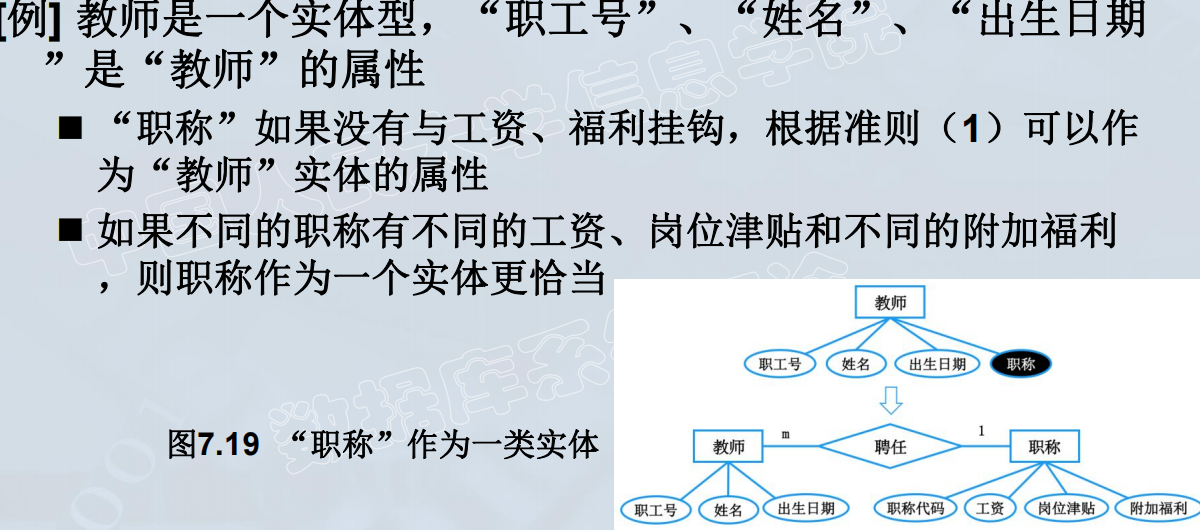 [例] 教师是一个实体型，“职工号”、“姓名”、“出生日期
”是“教师”的属性
■ “职称”如果没有与工资、福利挂钩，根据准则（1）可以作
为“教师”实体的属性
■ 如果不同的职称有不同的工资、岗位津贴和不同的附加福利
，则职称作为一个实体更恰当
教师
职工号 姓名 出生日期 职称
图7.19 “职称”作为一类实体
教师 m 聘任 1 职称
职工号 姓名 出生日期 职称代码 工资 岗位津贴 附加福利